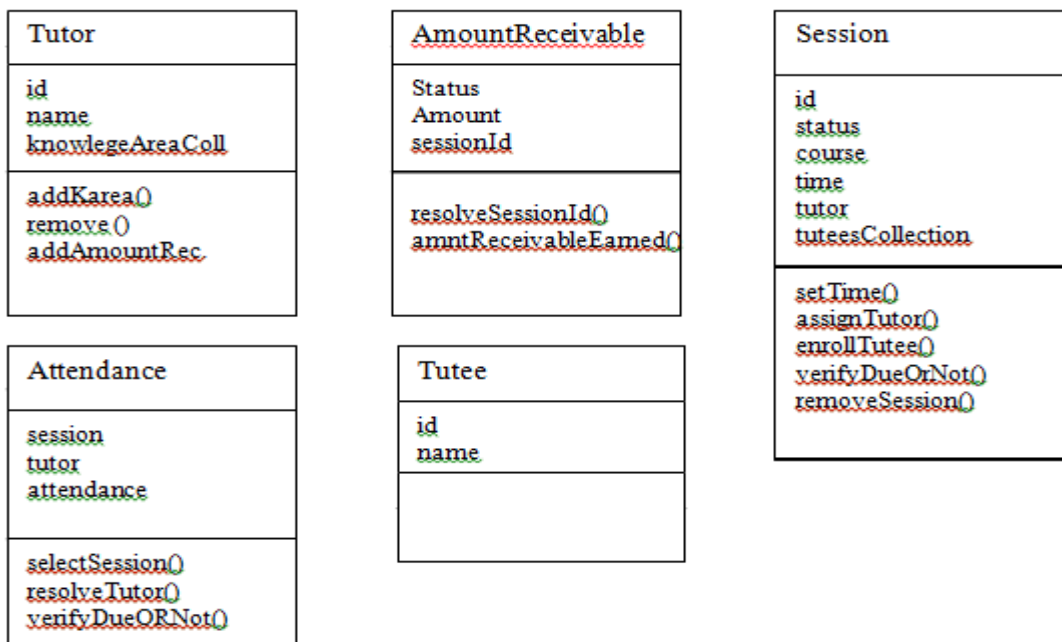 Tutor
id
name
knowlegeAreaColl
addKarea()
remove ()
addAmountRec
AmountReceivable
Status
Amount
sessionId
resolveSessionId()
amntReceivableEarned()
Session
id
status
course
time
tutor
tuteesCollection
setTime()
assignTutor()
enrollTutee()
verifyDueOrNot()
removeSession()
Attendance
session
tutor
attendance
selectSession()
resolveTutor()
verifyDueORNot()
Tutee
id
name